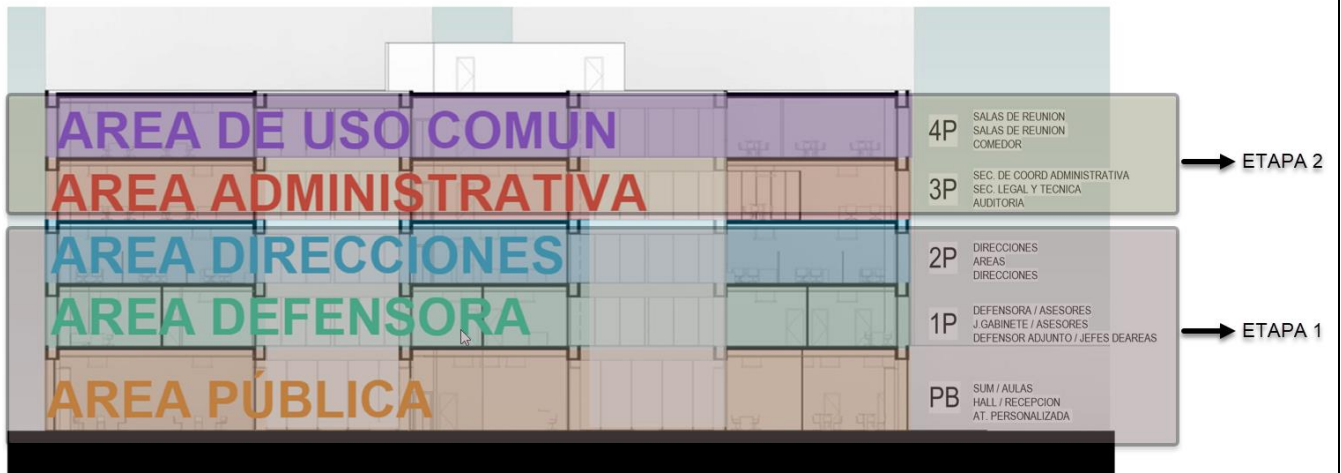 AREA DE USO COMÚN
4P
SALAS DE REUNION
SALAS DE REUNION
COMEDOR
AREA ADMINISTRATIVA
3P
SEC. DE COORD ADMINISTRATIVA
SEC. LEGAL Y TECNICA
AUDITORIA
ETAPA 2
AREA DIRECCIONES
2P
DIRECCIONES
AREAS
DIRECCIONES
AREA DEFENSORA
1P
DEFENSORA / ASESORES
J.GABINETE / ASESORES
DEFENSOR ADJUNTO / JEFES DEAREAS
ETAPA 1
AREA PÚBLICA
PB
SUM / AULAS
HALL / RECEPCION
AT. PERSONALIZADA